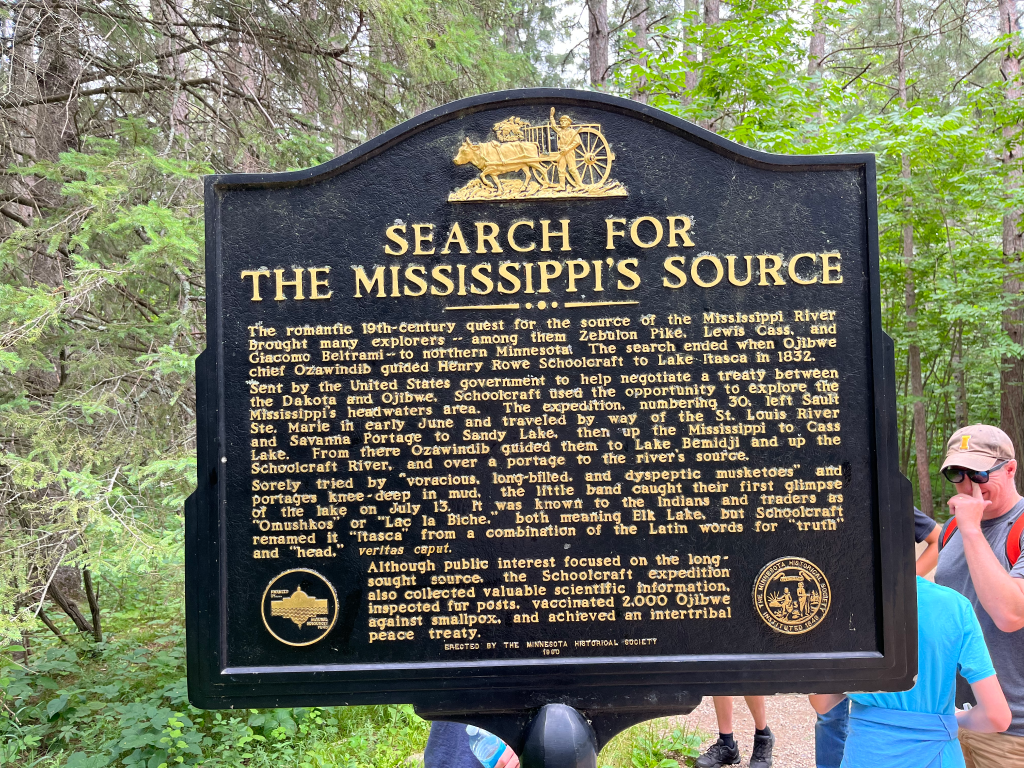 SEARCH FOR
THE MISSISSIPPI'S SOURCE
The romantic 19th-century quest for the source of the Mississippi River
Brought many explorers -- among them Zebulon Pike, Lewis Cass, and
Giacomo Beltrami -- to northern Minnesota. The search ended when Ojibwe
chief Ozawindib guided Henry Rowe Schoolcraft to Lake Itasca in 1832.
Sent by the United States government to help negotiate a treaty between
the Dakota and Ojibwe, Schoolcraft used the opportunity to explore the
Mississippi's headwaters area. The expedition, numbering 30, left Sault
Ste. Marie in early June and traveled by way of the St. Louis River
and Savanna Portage to Sandy Lake, then up the Mississippi to Cass
Lake. From there Ozawindib guided them to Lake Bemidji and up the
Schoolcraft River, and over a portage to the river's source.
Sorely tried by "voracious, long-billed, and dyspeptic musketoes" and
portages knee-deep in mud, the little band caught their first glimpse
of the lake on July 13. It was known to the Indians and traders as
"Omushkos" or "Lac la Biche," both meaning Elk Lake, but Schoolcraft
renamed it "Itasca" from a combination of the Latin words for "truth"
and "head," veritas caput.
Although public interest focused on the long-
sought source, the Schoolcraft expedition
also collected valuable scientific information,
inspected fur posts, vaccinated 2,000 Ojibwe
against smallpox, and achieved an intertribal
peace treaty.
ERECTED BY THE MINNESOTA HISTORICAL SOCIETY
THE MINNESOTA HISTORICAL SOCIETY
INSTITUTED 1849
I